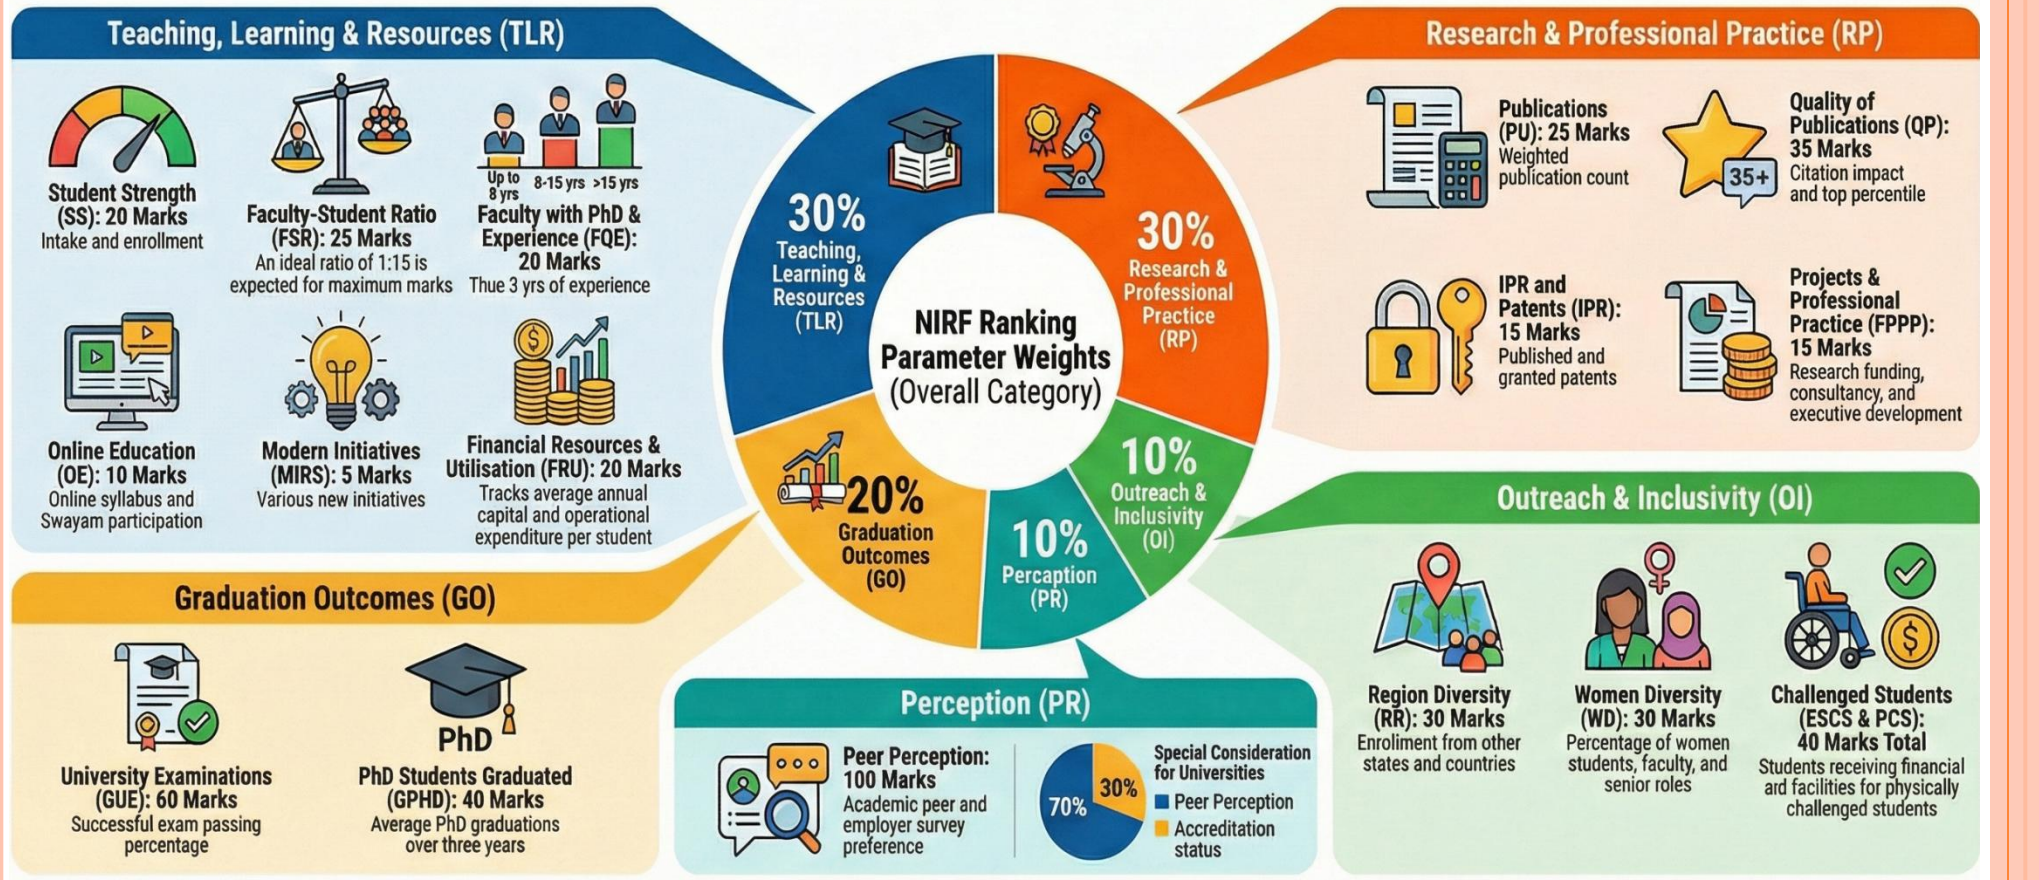 Teaching, Learning & Resources (TLR)
Student Strength
(SS): 20 Marks
Intake and enrollment
Faculty-Student Ratio
(FSR): 25 Marks
An ideal ratio of 1:15 is
expected for maximum marks
Up to
8 yrs
8-15 yrs
>15 yrs
Faculty with PhD &
Experience (FQE):
20 Marks
Thue 3 yrs of experience
Online Education
(OE): 10 Marks
Online syllabus and
Swayam participation
Modern Initiatives
(MIRS): 5 Marks
Various new initiatives
Financial Resources &
Utilisation (FRU): 20 Marks
Tracks average annual
capital and operational
expenditure per student
Graduation Outcomes (GO)
University Examinations
(GUE): 60 Marks
Successful exam passing
percentage
PhD
PhD Students Graduated
(GPHD): 40 Marks
Average PhD graduations
over three years
NIRF Ranking
Parameter Weights
(Overall Category)
30%
Teaching,
Learning &
Resources
(TLR)
30%
Research &
Professional
Prectice
(RP)
20%
Graduation
Outcomes
(GO)
10%
Percaption
(PR)
10%
Outreach &
Inclusivity
(OI)
Perception (PR)
Peer Perception:
100 Marks
Academic peer and
employer survey
preference
70%
30%
Special Consideration
for Universities
Peer Perception
Accreditation
status
Research & Professional Practice (RP)
Publications
(PU): 25 Marks
Weighted
publication count
35+
Quality of
Publications (QP):
35 Marks
Citation impact
and top percentile
IPR and
Patents (IPR):
15 Marks
Published and
granted patents
Projects &
Professional
Practice (FPPP):
15 Marks
Research funding,
consultancy, and
executive development
Outreach & Inclusivity (OI)
Region Diversity
(RR): 30 Marks
Enroliment from other
states and countries
Women Diversity
(WD): 30 Marks
Percentage of women
students, faculty, and
senior roles
Challenged Students
(ESCS & PCS):
40 Marks Total
Students receiving financial
ard facilities for physically
challenged students